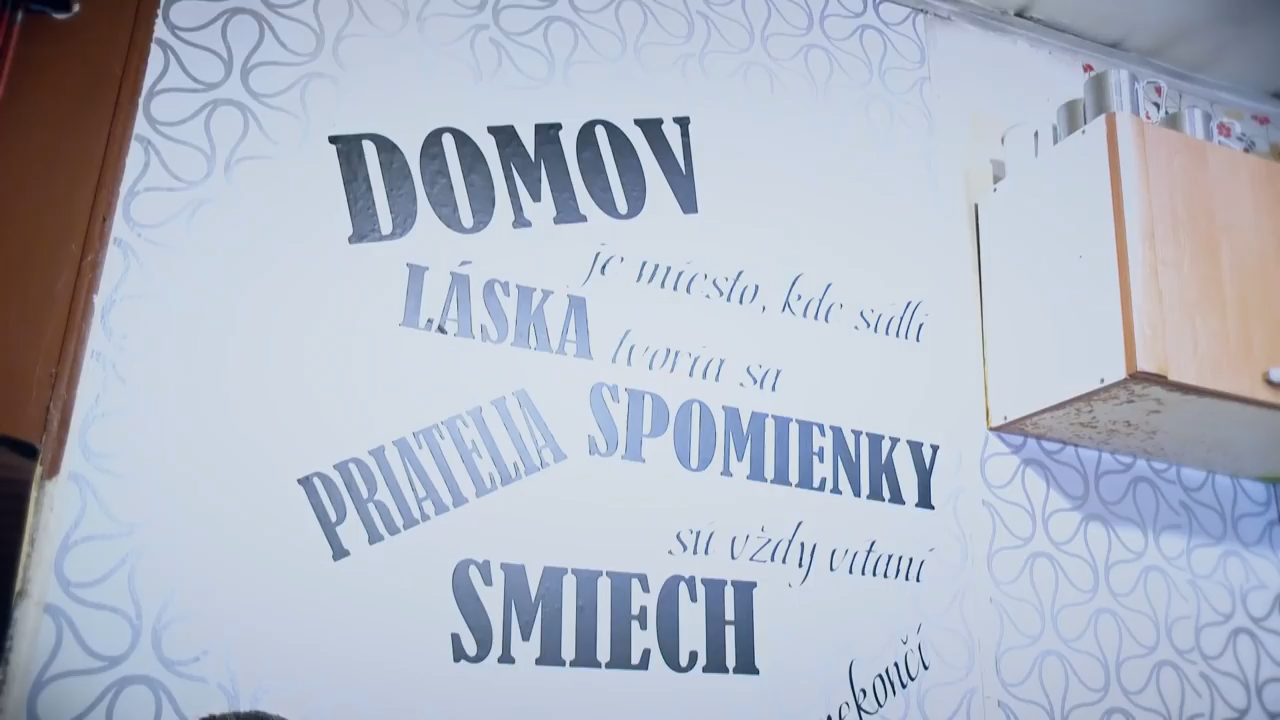 DOMOV
je miesto, kde sídli
LÁSKA tvoria sa
PRIATELIA SPOMIENKY
sú vždy vítaní
SMIECH
nekončí